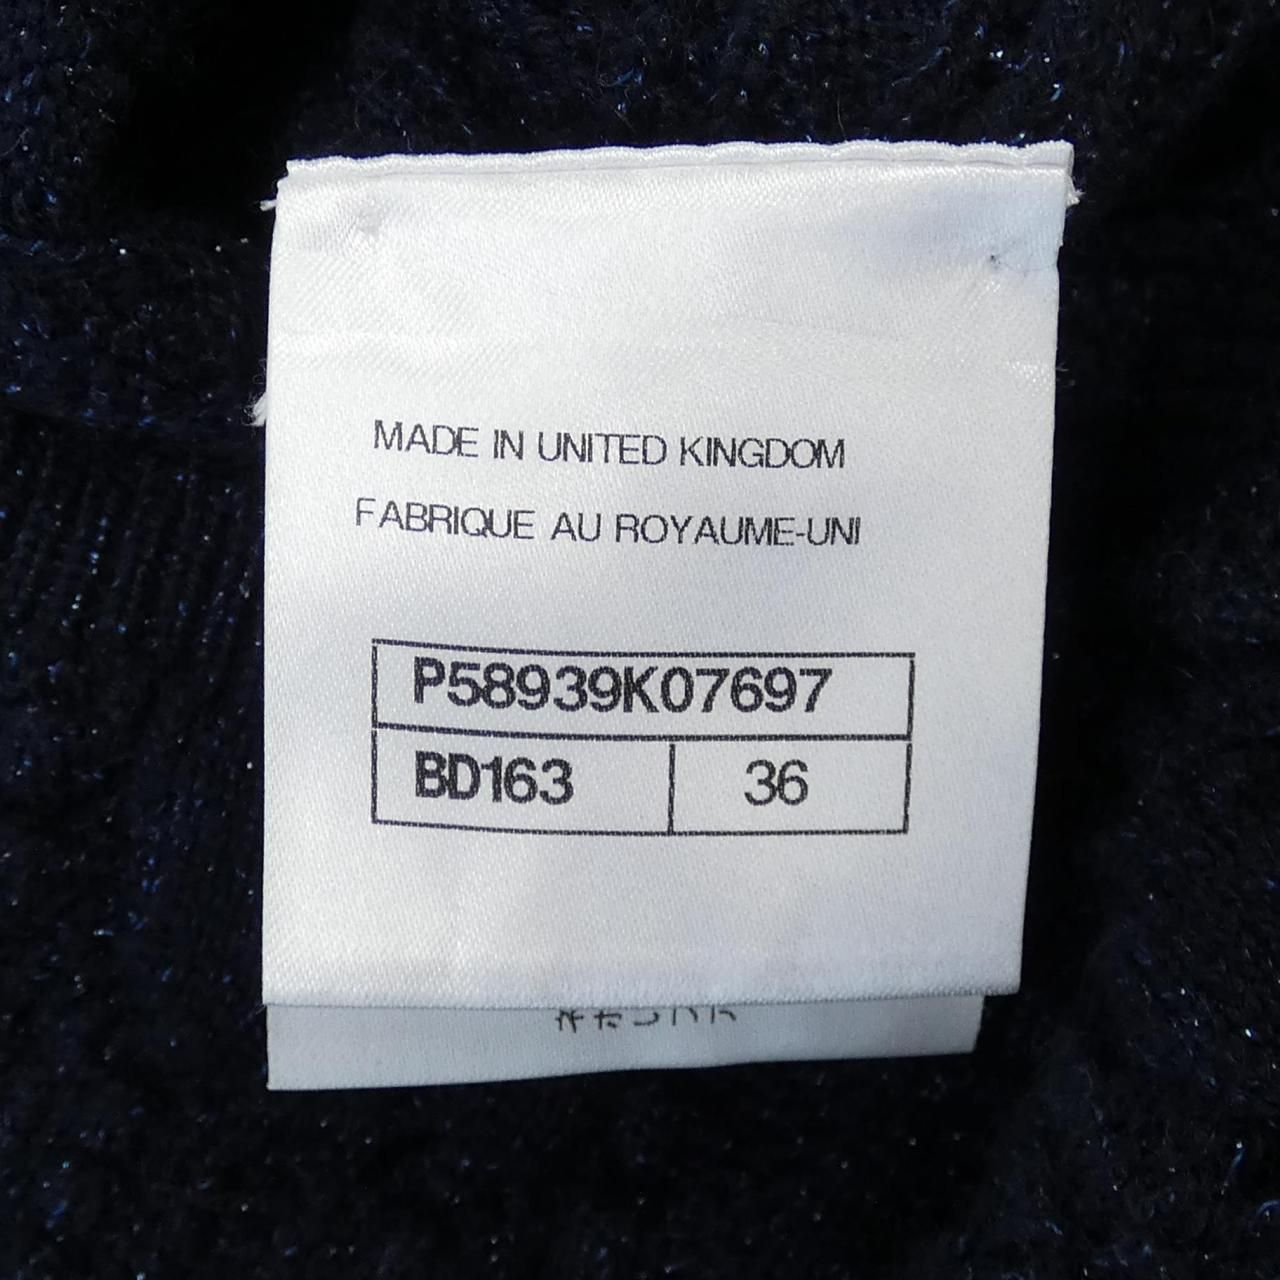 MADE IN UNITED KINGDOM
FABRIQUE AU ROYAUME-UNI
P58939K07697
BD163
36